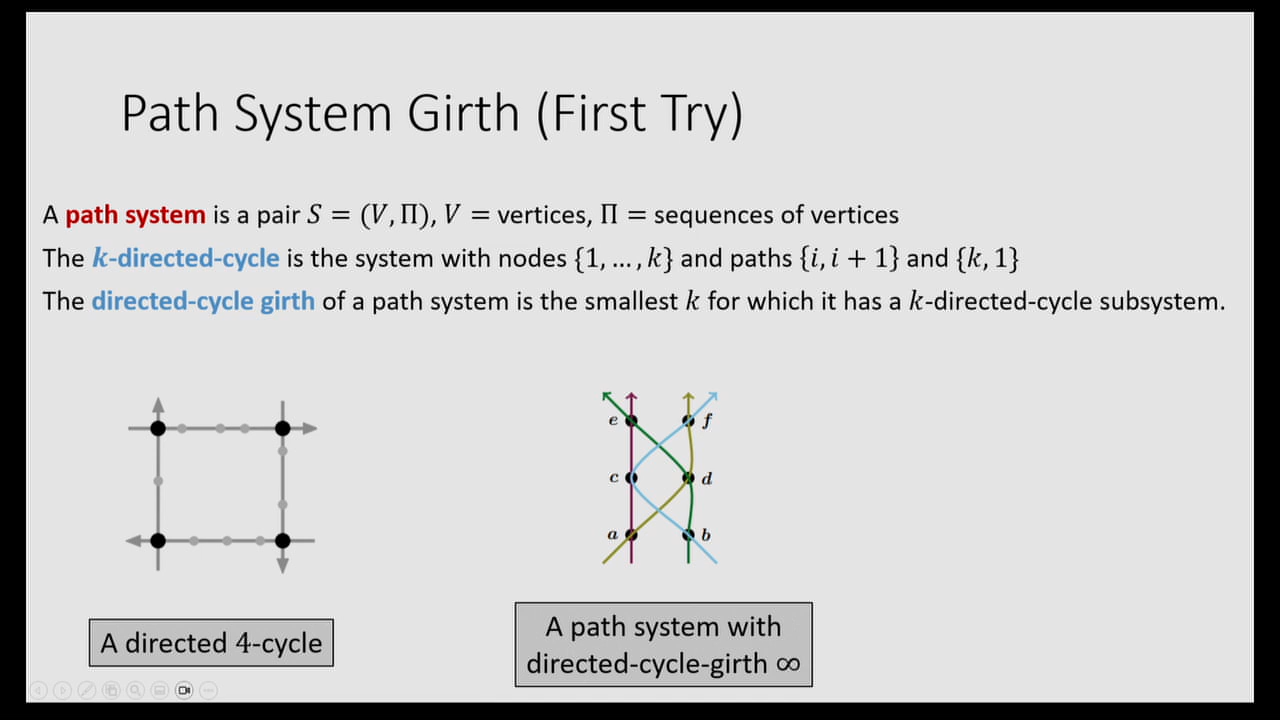 Path System Girth (First Try)
A path system is a pair S = (V, Π), V = vertices, Π = sequences of vertices
The k-directed-cycle is the system with nodes {1, ..., k} and paths {i, i + 1} and {k, 1}
The directed-cycle girth of a path system is the smallest k for which it has a k-directed-cycle subsystem.
e f
c d
a b
A directed 4-cycle
A path system with
directed-cycle-girth ∞